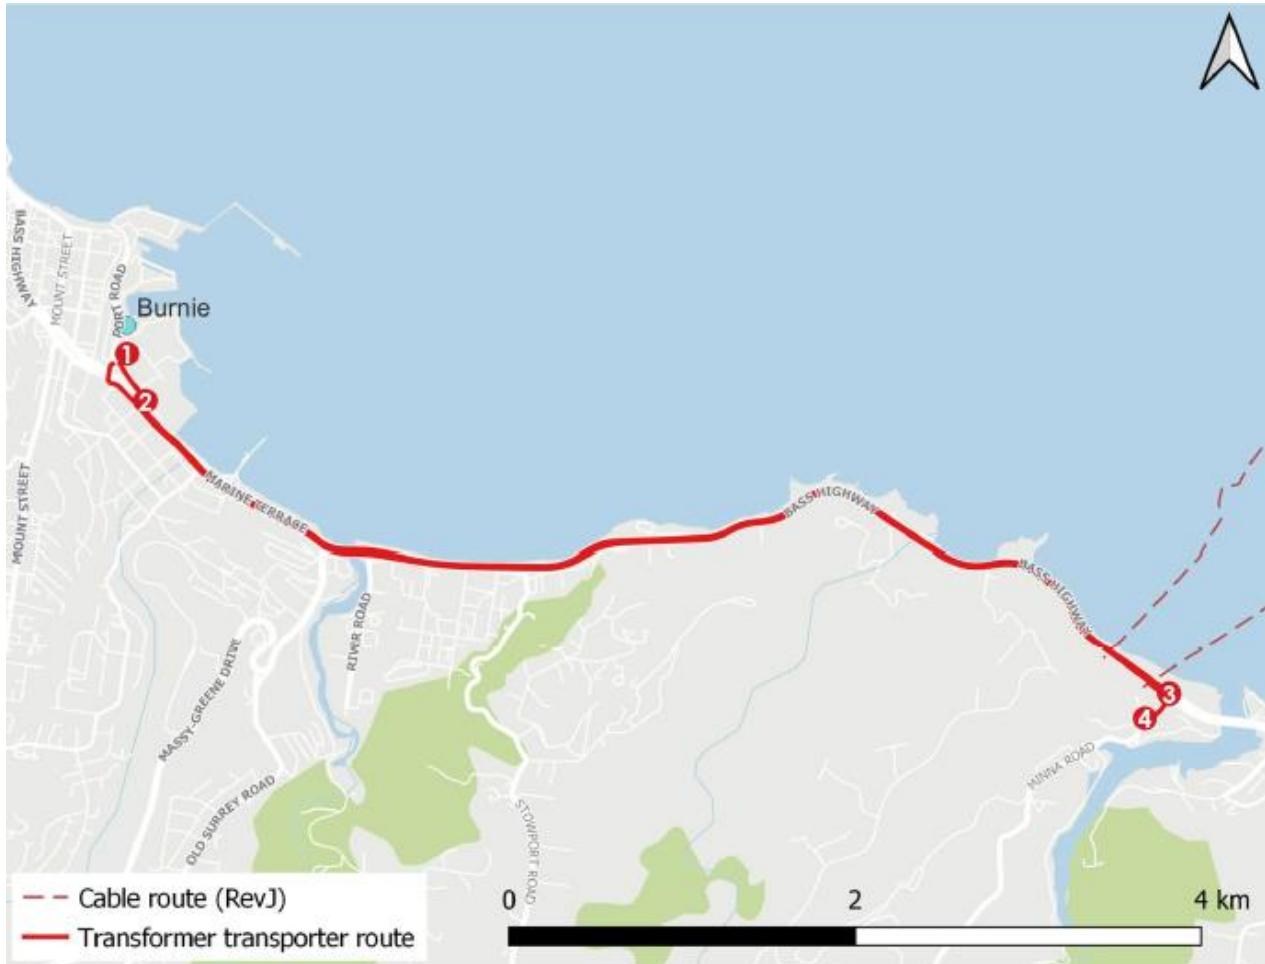 BASS HIGHWAY
MOUNT STREET
PORT ROAD
Burnie
1
2
MOUNT STREET
MARINE TERRACE
BASS HIGHWAY
BASS HIGHWAY
RIVER ROAD
MASSY-GREENE DRIVE
3
4
MINNA ROAD
OLD SURREY ROAD
STOWPORT ROAD
Cable route (RevJ)
Transformer transporter route
0 2 4 km